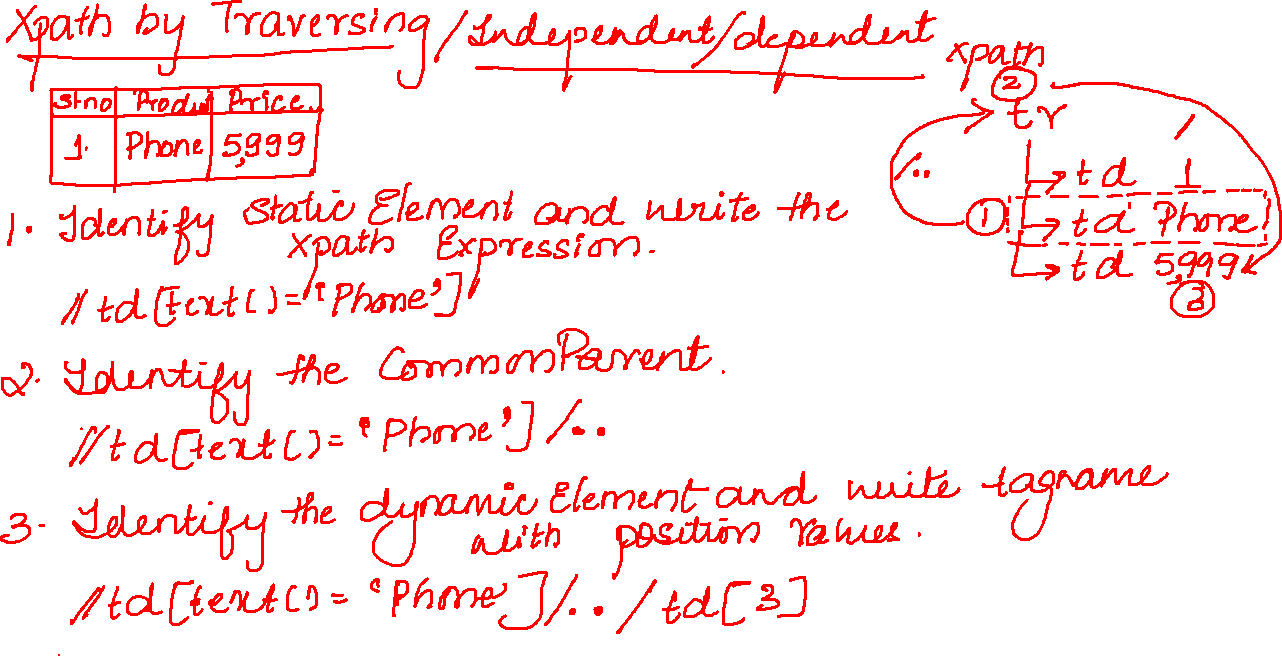 Xpath by Traversing / Independent/dependent xpath
Sl-no Produ Price
1. Phone 5,999
1. Identify Static Element and write the
Xpath Expression.
// td[text()='Phone']
2. Identify the CommonParent.
//td[text()='Phone']/..
3. Identify the dynamic Element and write tagname
with position values.
//td[text()='Phone']/../td[3]
2
tr
/
/..
td 1
1 td Phone
td 5,999
3